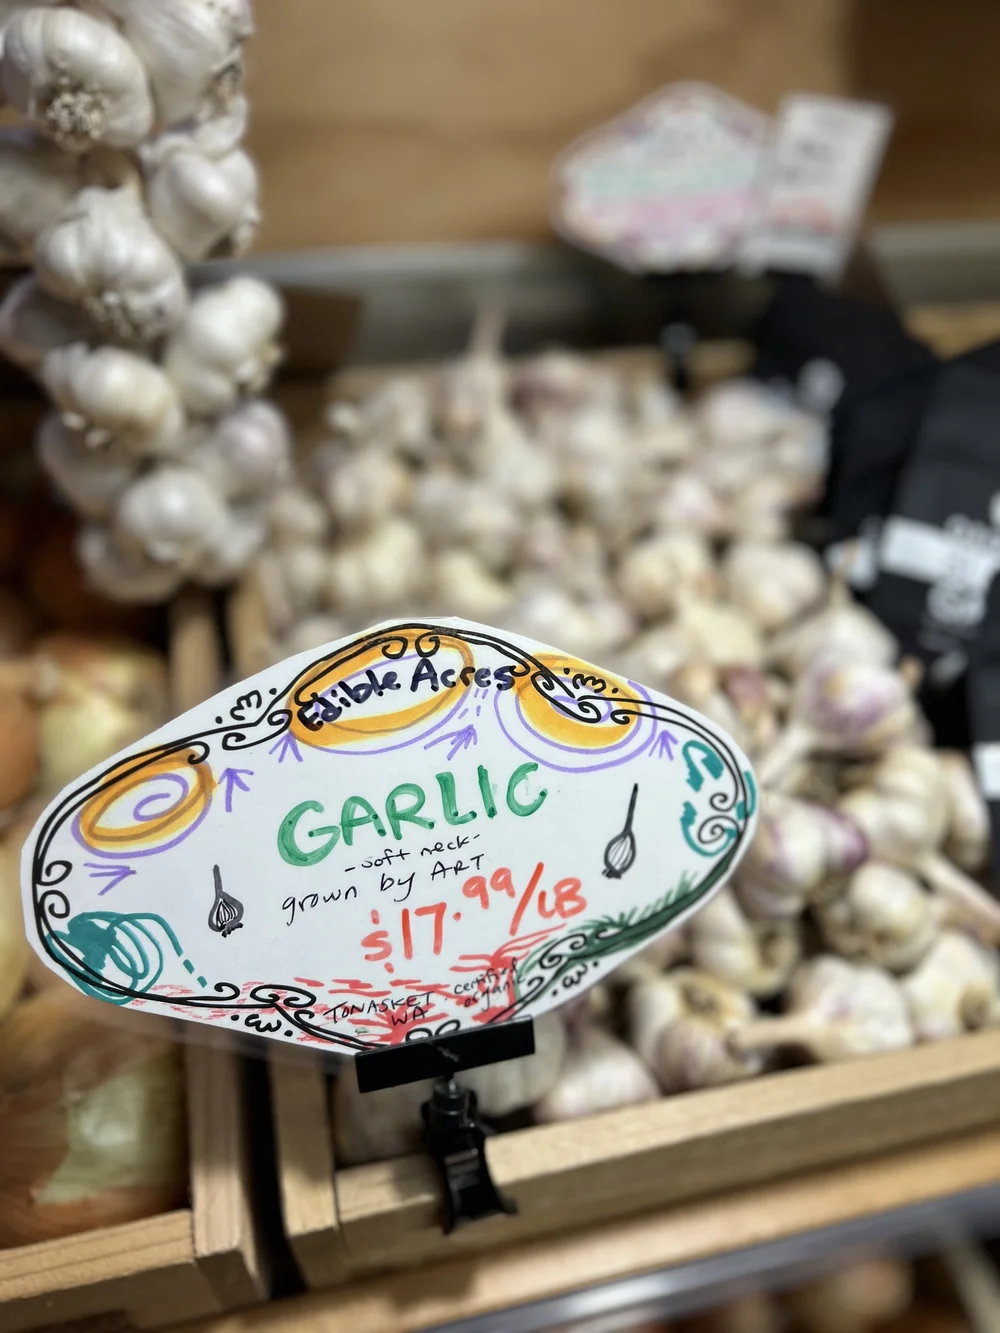 Edible Acres
GARLIC
-soft neck-
grown by ART
$17.99/LB
TONASKET
WA
certified
organic